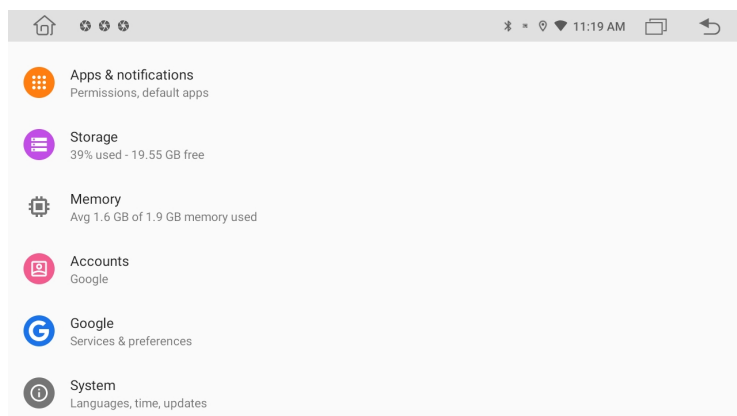 11:19 AM
Apps & notifications
Permissions, default apps
Storage
39% used - 19.55 GB free
Memory
Avg 1.6 GB of 1.9 GB memory used
Accounts
Google
Google
Services & preferences
System
Languages, time, updates